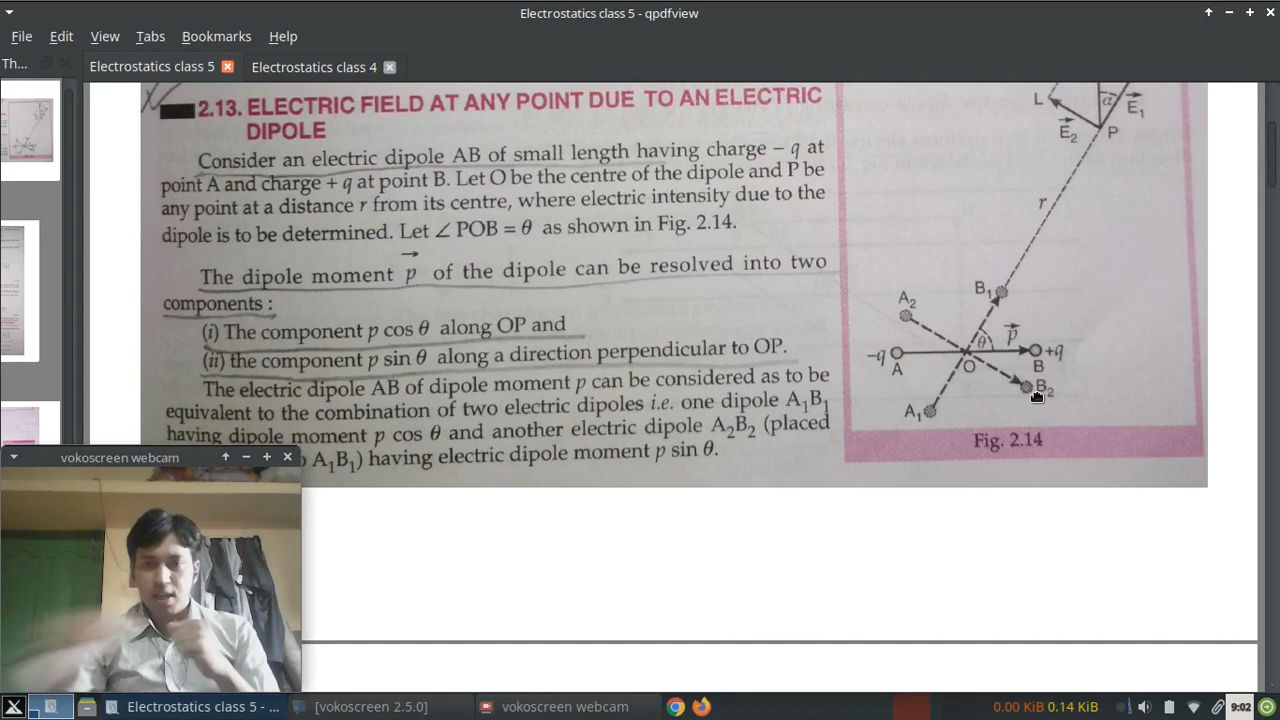 Electrostatics class 5 - qpdfview
File Edit View Tabs Bookmarks Help
Th...
Electrostatics class 5
Electrostatics class 4
2.13. ELECTRIC FIELD AT ANY POINT DUE TO AN ELECTRIC
DIPOLE
Consider an electric dipole AB of small length having charge – q at
point A and charge + q at point B. Let O be the centre of the dipole and P be
any point at a distance r from its centre, where electric intensity due to the
dipole is to be determined. Let ∠ POB = θ as shown in Fig. 2.14.
The dipole moment p⃗ of the dipole can be resolved into two
components :
(i) The component p cos θ along OP and
(ii) the component p sin θ along a direction perpendicular to OP.
The electric dipole AB of dipole moment p can be considered as to be
equivalent to the combination of two electric dipoles i.e. one dipole A₁B₁
having dipole moment p cos θ and another electric dipole A₂B₂ (placed
A₁B₁) having electric dipole moment p sin θ.
L
α
E⃗₁
E⃗₂
P
r
B₁
A₂
θ
p⃗
–q
A
O
+q
B
B₂
A₁
Fig. 2.14
vokoscreen webcam
Electrostatics class 5 - ...
[vokoscreen 2.5.0]
vokoscreen webcam
0.00 KiB 0.14 KiB
9:02